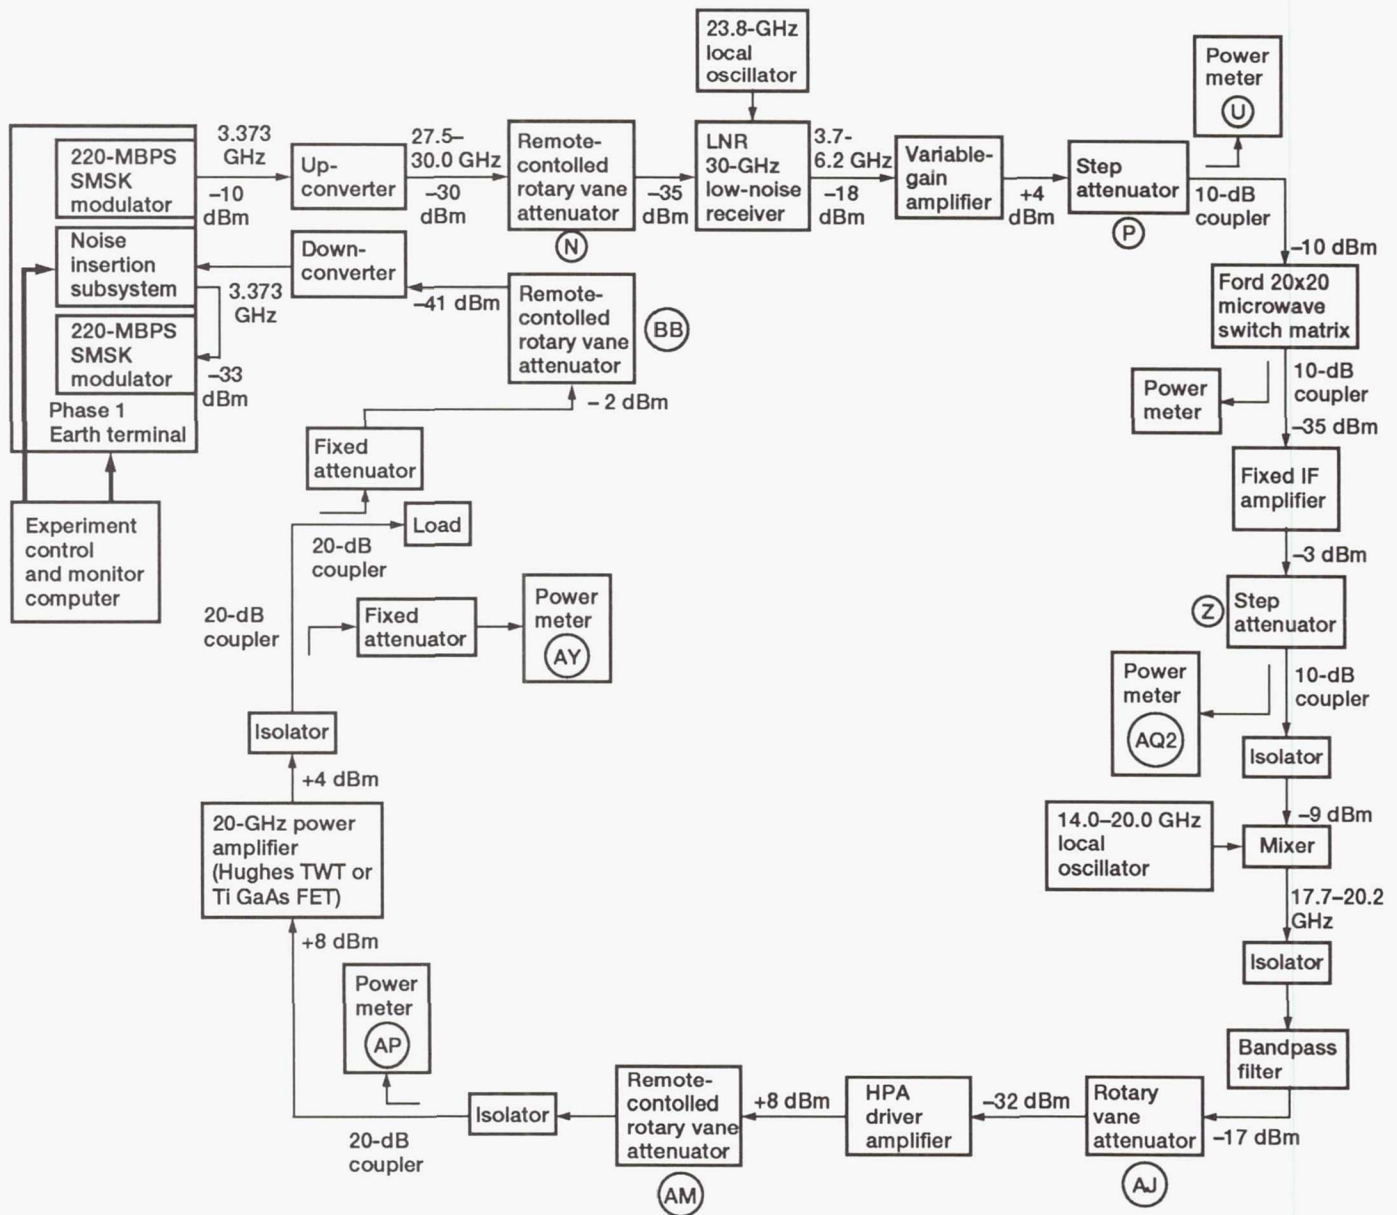 23.8-GHz
local
oscillator
Power
meter
U
220-MBPS
SMSK
modulator
3.373
GHz
–10
dBm
Up-
converter
27.5–
30.0 GHz
–30
dBm
Remote-
contolled
rotary vane
attenuator
N
–35
dBm
LNR
30-GHz
low-noise
receiver
3.7-
6.2 GHz
–18
dBm
Variable-
gain
amplifier
+4
dBm
Step
attenuator
P
10-dB
coupler
–10 dBm
Noise
insertion
subsystem
3.373
GHz
Down-
converter
–41 dBm
Remote-
contolled
rotary vane
attenuator
BB
– 2 dBm
Ford 20x20
microwave
switch matrix
220-MBPS
SMSK
modulator
–33
dBm
Phase 1
Earth terminal
Power
meter
10-dB
coupler
–35 dBm
Fixed
attenuator
Fixed IF
amplifier
Load
20-dB
coupler
Experiment
control
and monitor
computer
–3 dBm
Step
attenuator
Z
20-dB
coupler
Fixed
attenuator
Power
meter
AY
Power
meter
AQ2
10-dB
coupler
Isolator
Isolator
+4 dBm
–9 dBm
14.0–20.0 GHz
local
oscillator
Mixer
20-GHz power
amplifier
(Hughes TWT or
Ti GaAs FET)
17.7–20.2
GHz
+8 dBm
Isolator
Power
meter
AP
Bandpass
filter
20-dB
coupler
Isolator
Remote-
contolled
rotary vane
attenuator
AM
+8 dBm
HPA
driver
amplifier
–32 dBm
Rotary
vane
attenuator
AJ
–17 dBm